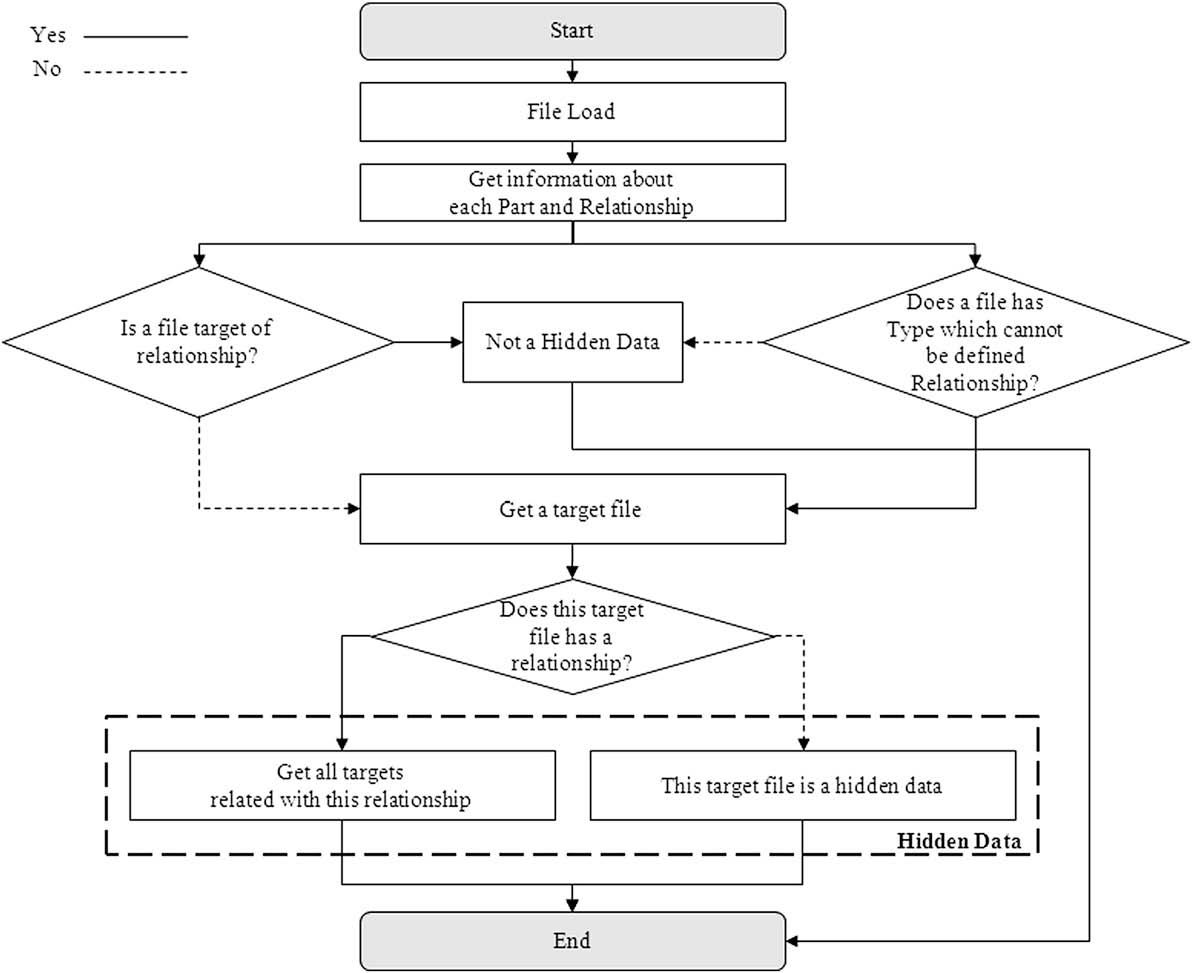 Yes
No
Start
File Load
Get information about
each Part and Relationship
Is a file target of
relationship?
Not a Hidden Data
Does a file has
Type which cannot
be defined
Relationship?
Get a target file
Does this target
file has a
relationship?
Get all targets
related with this relationship
This target file is a hidden data
Hidden Data
End